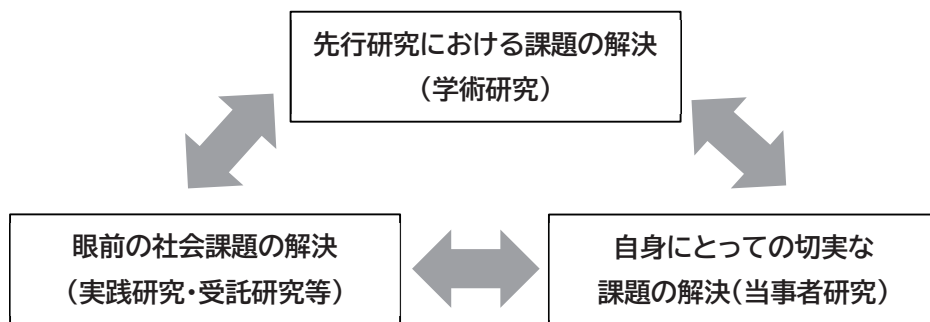 先行研究における課題の解決
（学術研究）
眼前の社会課題の解決
（実践研究・受託研究等）
自身にとっての切実な
課題の解決（当事者研究）